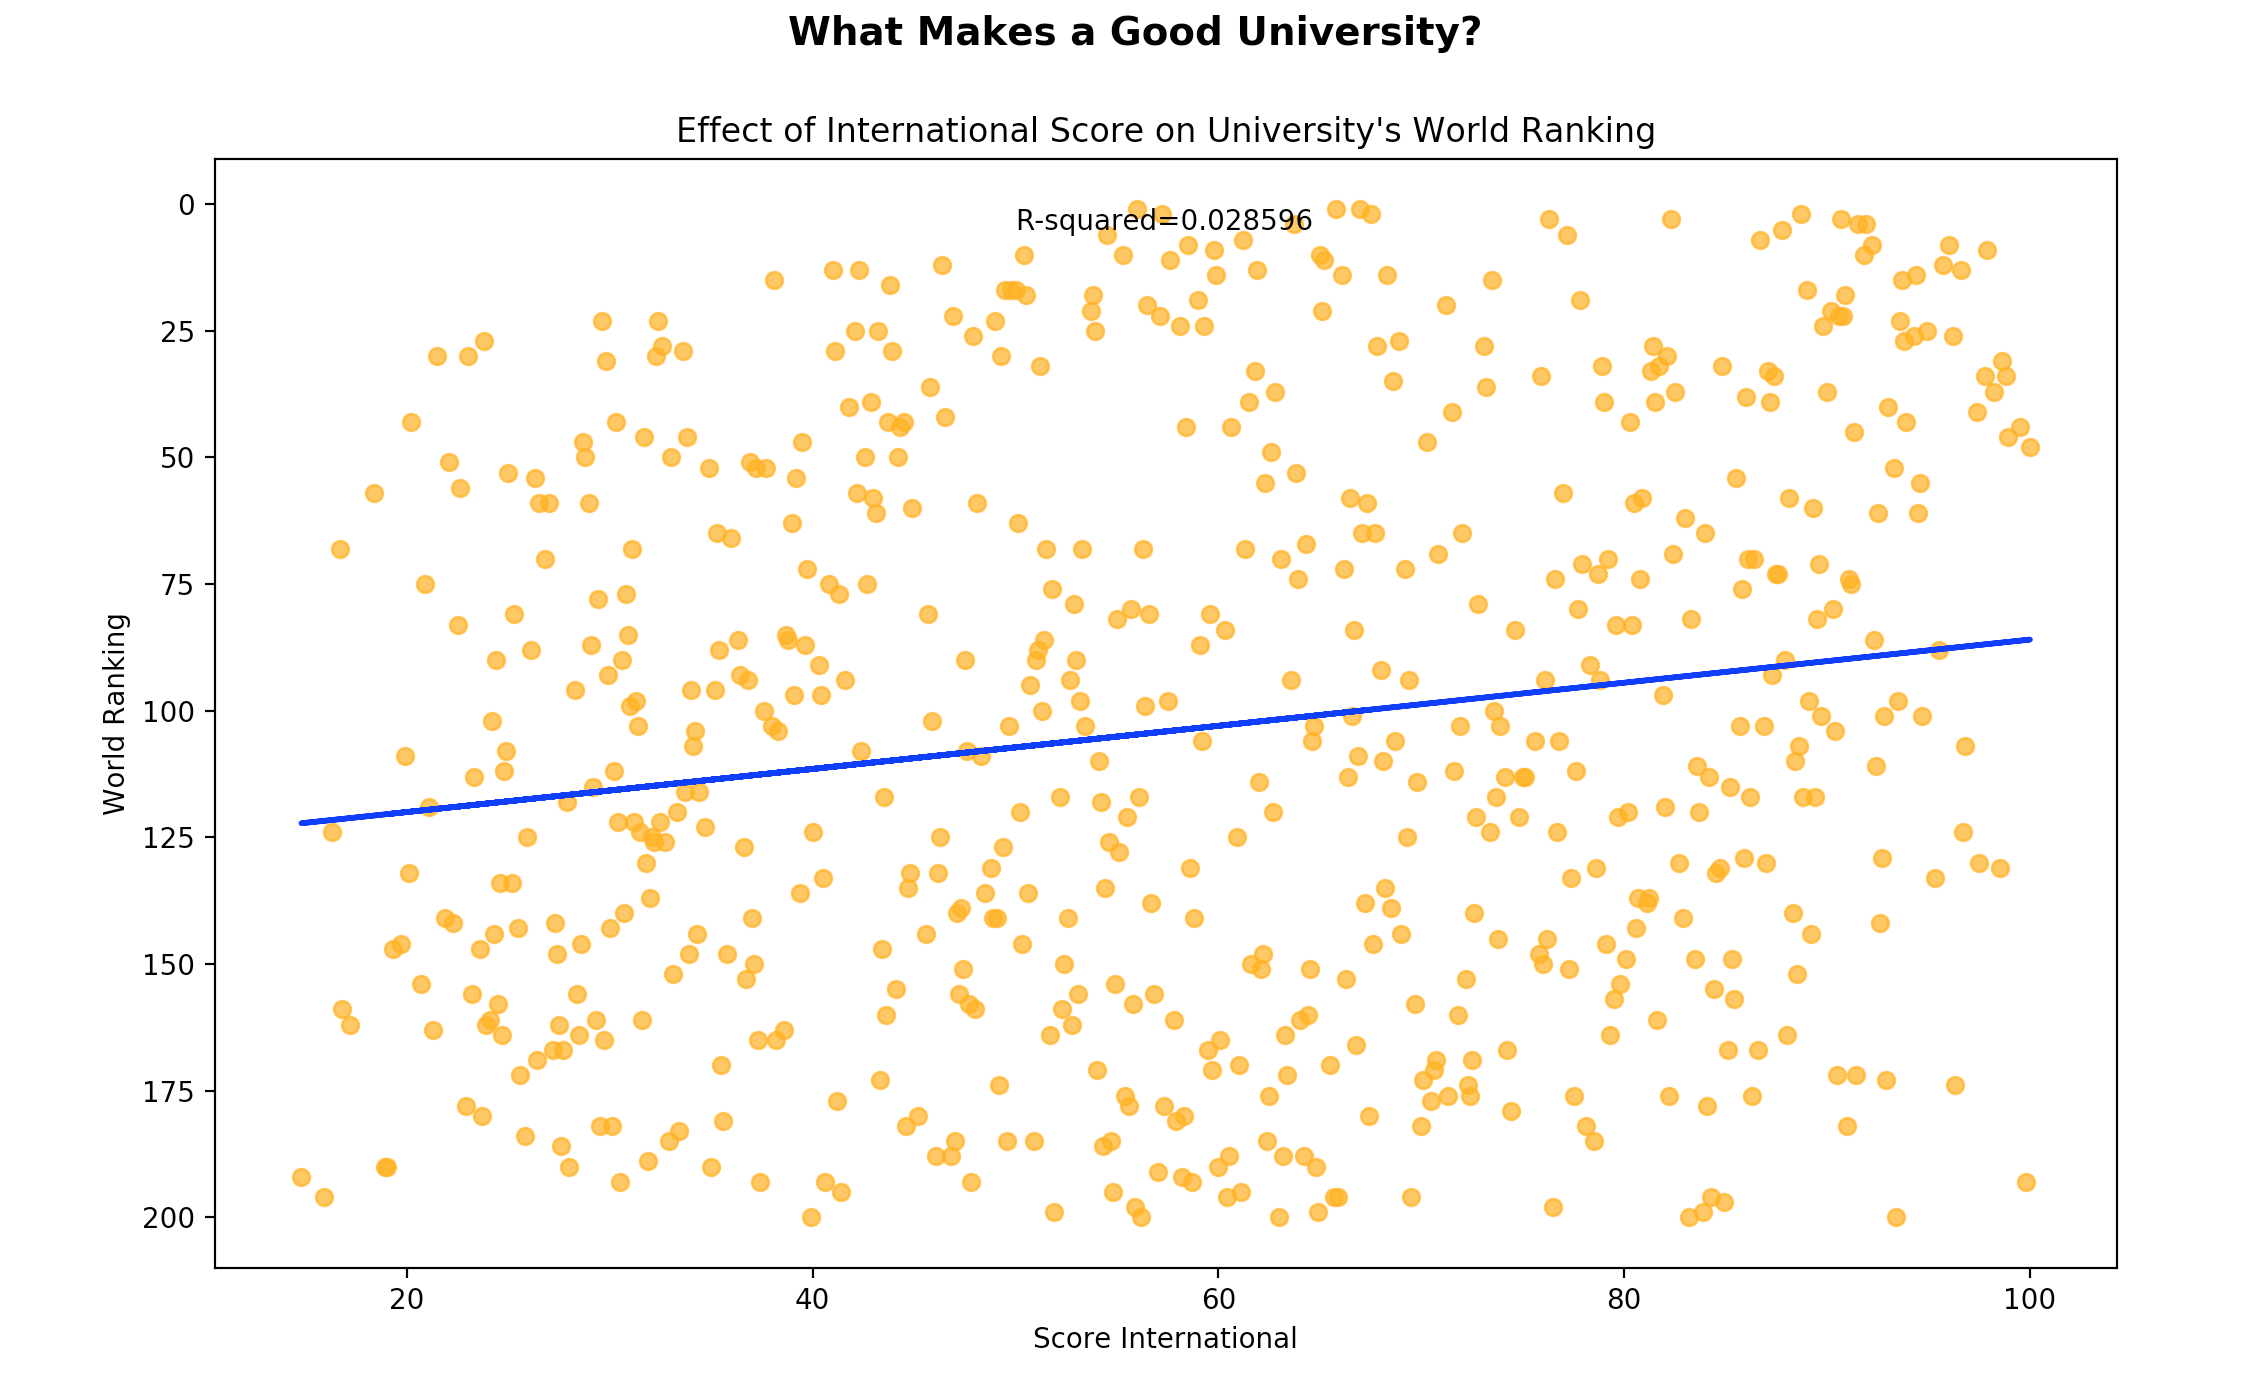 What Makes a Good University?
Effect of International Score on University's World Ranking
R-squared=0.028596
World Ranking
0
25
50
75
100
125
150
175
200
20
40
60
80
100
Score International